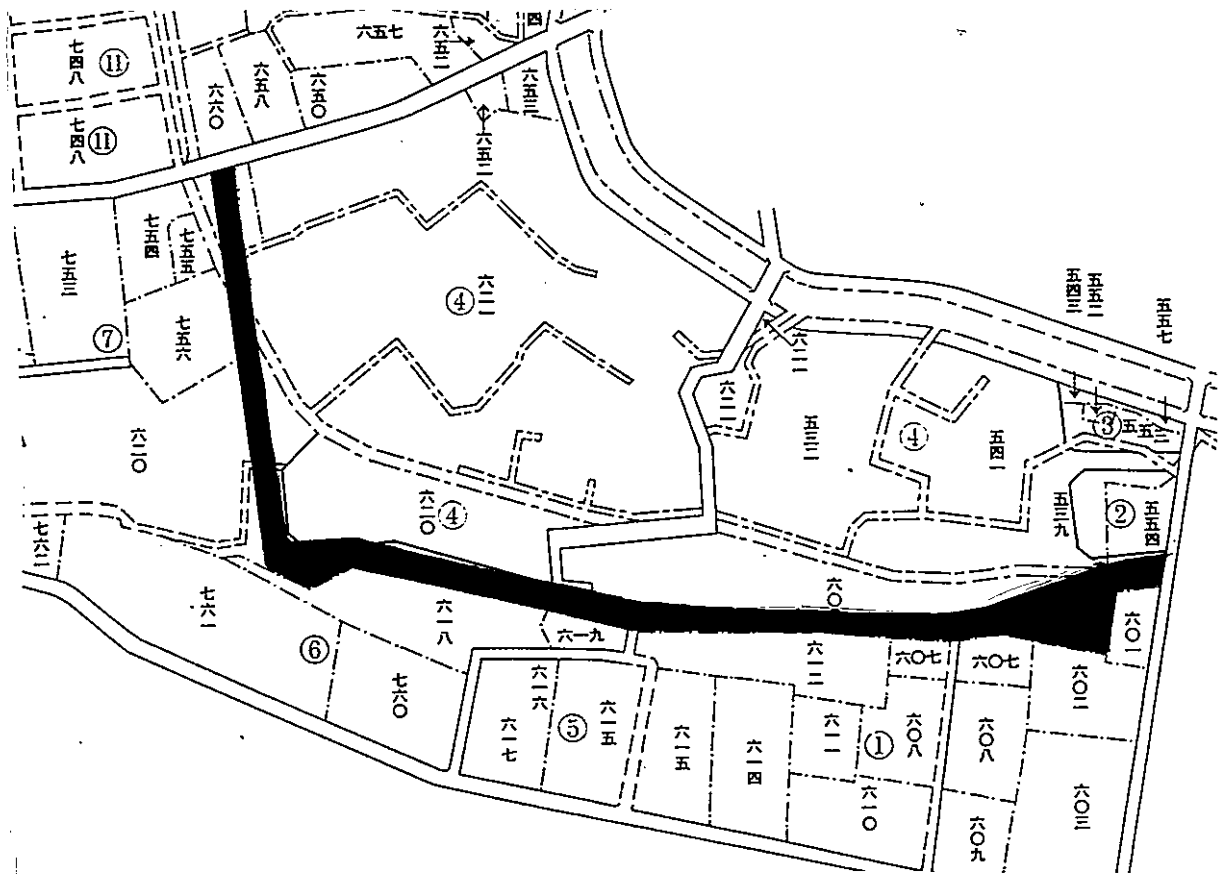 四
六五七
六五二
七四八
⑪
六五八
六五〇
六六〇
六五三
七四八
⑪
六五二
七五四
七五五
七五三
④
六二一
⑦
七五六
六二一
六二二
五五二
五四三
五五七
③
五五三
五三二
④
五四一
六二〇
六二〇
④
五三九
②
五五四
七六二
六〇
七六一
六一八
六一九
六〇一
⑥
六一二
六〇七
六〇七
六〇二
七六〇
六一六
六一五
⑤
六一七
六一五
六一四
六一一
①
六〇八
六〇八
六一〇
六〇九
六〇三